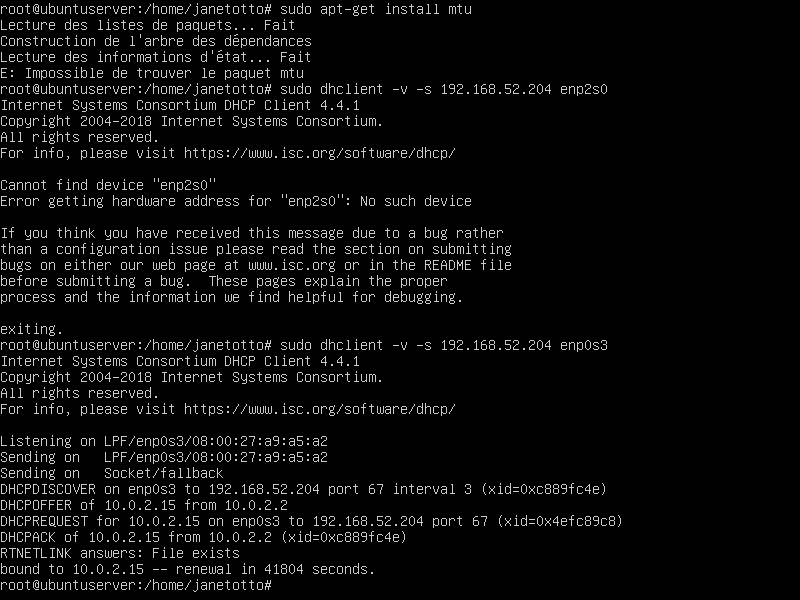 root@ubuntuserver:/home/janetotto# sudo apt-get install mtu
Lecture des listes de paquets... Fait
Construction de l'arbre des dépendances
Lecture des informations d'état... Fait
E: Impossible de trouver le paquet mtu
root@ubuntuserver:/home/janetotto# sudo dhclient -v -s 192.168.52.204 enp2s0
Internet Systems Consortium DHCP Client 4.4.1
Copyright 2004-2018 Internet Systems Consortium.
All rights reserved.
For info, please visit https://www.isc.org/software/dhcp/
Cannot find device "enp2s0"
Error getting hardware address for "enp2s0": No such device
If you think you have received this message due to a bug rather
than a configuration issue please read the section on submitting
bugs on either our web page at www.isc.org or in the README file
before submitting a bug.  These pages explain the proper
process and the information we find helpful for debugging.
exiting.
root@ubuntuserver:/home/janetotto# sudo dhclient -v -s 192.168.52.204 enp0s3
Internet Systems Consortium DHCP Client 4.4.1
Copyright 2004-2018 Internet Systems Consortium.
All rights reserved.
For info, please visit https://www.isc.org/software/dhcp/
Listening on LPF/enp0s3/08:00:27:a9:a5:a2
Sending on   LPF/enp0s3/08:00:27:a9:a5:a2
Sending on   Socket/fallback
DHCPDISCOVER on enp0s3 to 192.168.52.204 port 67 interval 3 (xid=0xc889fc4e)
DHCPOFFER of 10.0.2.15 from 10.0.2.2
DHCPREQUEST for 10.0.2.15 on enp0s3 to 192.168.52.204 port 67 (xid=0x4efc89c8)
DHCPACK of 10.0.2.15 from 10.0.2.2 (xid=0xc889fc4e)
RTNETLINK answers: File exists
bound to 10.0.2.15 -- renewal in 41804 seconds.
root@ubuntuserver:/home/janetotto#